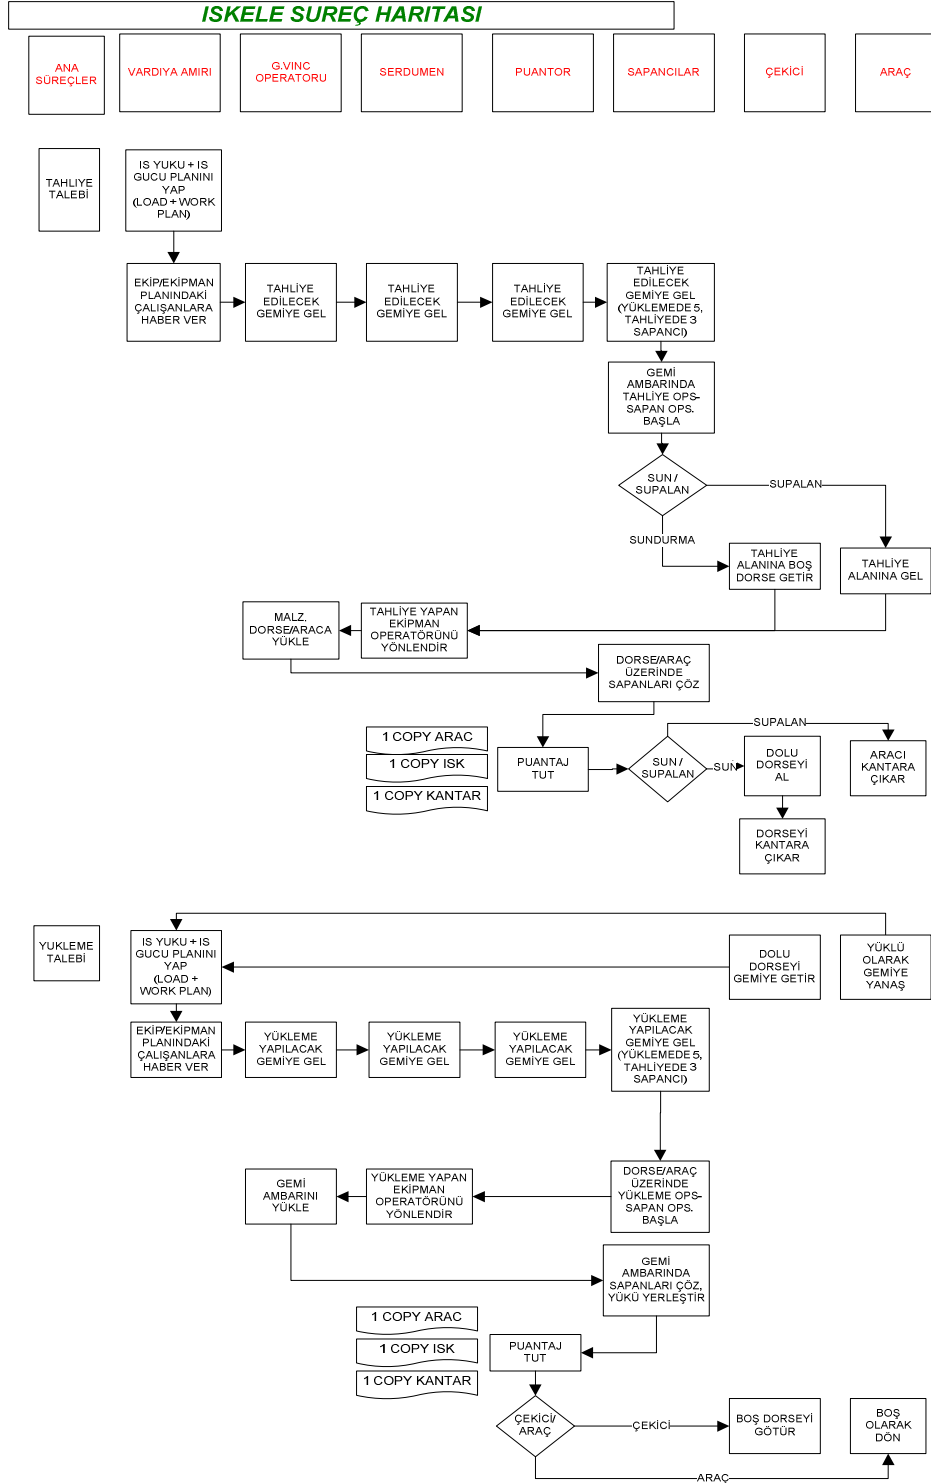 ISKELE SUREÇ HARITASI
ANA
SÜREÇLER
VARDIYA AMIRI
G.VINC
OPERATORU
SERDUMEN
PUANTOR
SAPANCILAR
ÇEKİCİ
ARAÇ
TAHLIYE
TALEBİ
IS YUKU + IS
GUCU PLANINI
YAP
(LOAD + WORK
PLAN)
EKİP/EKİPMAN
PLANINDAKİ
ÇALIŞANLARA
HABER VER
TAHLİYE
EDİLECEK
GEMİYE GEL
TAHLİYE
EDİLECEK
GEMİYE GEL
TAHLİYE
EDİLECEK
GEMİYE GEL
TAHLİYE
EDİLECEK
GEMİYE GEL
(YÜKLEMEDE 5,
TAHLİYEDE 3
SAPANCI)
GEMİ
AMBARINDA
TAHLİYE OPS-
SAPAN OPS.
BAŞLA
SUN /
SUPALAN
SUPALAN
SUNDURMA
TAHLİYE
ALANINA BOŞ
DORSE GETİR
TAHLİYE
ALANINA GEL
MALZ.
DORSE/ARACA
YÜKLE
TAHLİYE YAPAN
EKİPMAN
OPERATÖRÜNÜ
YÖNLENDİR
DORSE/ARAÇ
ÜZERİNDE
SAPANLARI ÇÖZ
1 COPY ARAC
1 COPY ISK
1 COPY KANTAR
PUANTAJ
TUT
SUN /
SUPALAN
SUPALAN
SUN
DOLU
DORSEYİ
AL
ARACI
KANTARA
ÇIKAR
DORSEYİ
KANTARA
ÇIKAR
YUKLEME
TALEBİ
IS YUKU + IS
GUCU PLANINI
YAP
(LOAD +
WORK PLAN)
DOLU
DORSEYİ
GEMİYE GETİR
YÜKLÜ
OLARAK
GEMİYE
YANAŞ
EKİP/EKİPMAN
PLANINDAKİ
ÇALIŞANLARA
HABER VER
YÜKLEME
YAPILACAK
GEMİYE GEL
YÜKLEME
YAPILACAK
GEMİYE GEL
YÜKLEME
YAPILACAK
GEMİYE GEL
YÜKLEME
YAPILACAK
GEMİYE GEL
(YÜKLEMEDE 5,
TAHLİYEDE 3
SAPANCI)
GEMİ
AMBARINI
YÜKLE
YÜKLEME YAPAN
EKİPMAN
OPERATÖRÜNÜ
YÖNLENDİR
DORSE/ARAÇ
ÜZERİNDE
YÜKLEME OPS-
SAPAN OPS.
BAŞLA
GEMİ
AMBARINDA
SAPANLARI ÇÖZ,
YÜKÜ YERLEŞTİR
1 COPY ARAC
1 COPY ISK
1 COPY KANTAR
PUANTAJ
TUT
ÇEKİCİ/
ARAÇ
ÇEKİCİ
BOŞ DORSEYİ
GÖTÜR
BOŞ
OLARAK
DÖN
ARAÇ